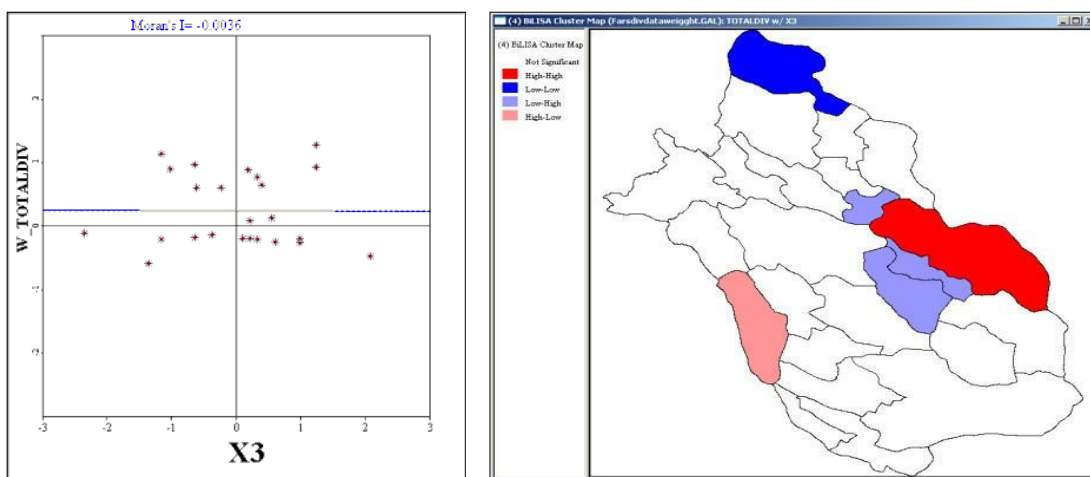 Moran's I= -0.0036
W_TOTALDIV
2
1
0
-1
-2
-3
-2
-1
0
1
2
3
X3
(4) BiLISA Cluster Map (Farsdivdataweigght.GAL): TOTALDIV w/ X3
(4) BiLISA Cluster Map
Not Significant
High-High
Low-Low
Low-High
High-Low